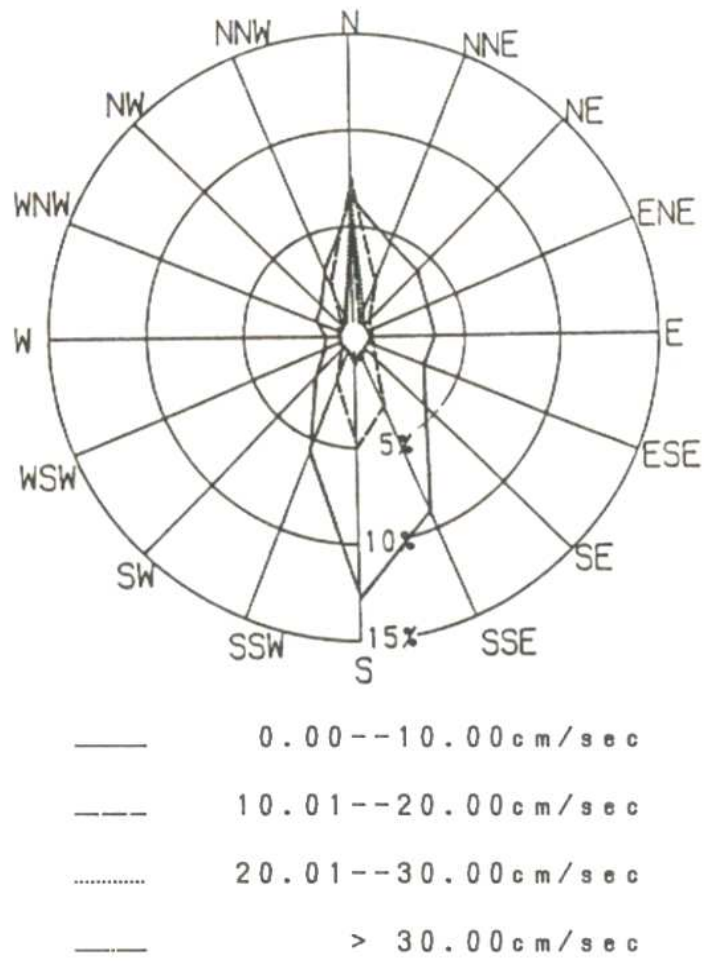 N
NNW
NNE
NW
NE
WNW
ENE
W
E
5%
WSW
ESE
10%
SW
SE
15%
SSW
SSE
S
0.00--10.00cm/sec
10.01--20.00cm/sec
20.01--30.00cm/sec
> 30.00cm/sec